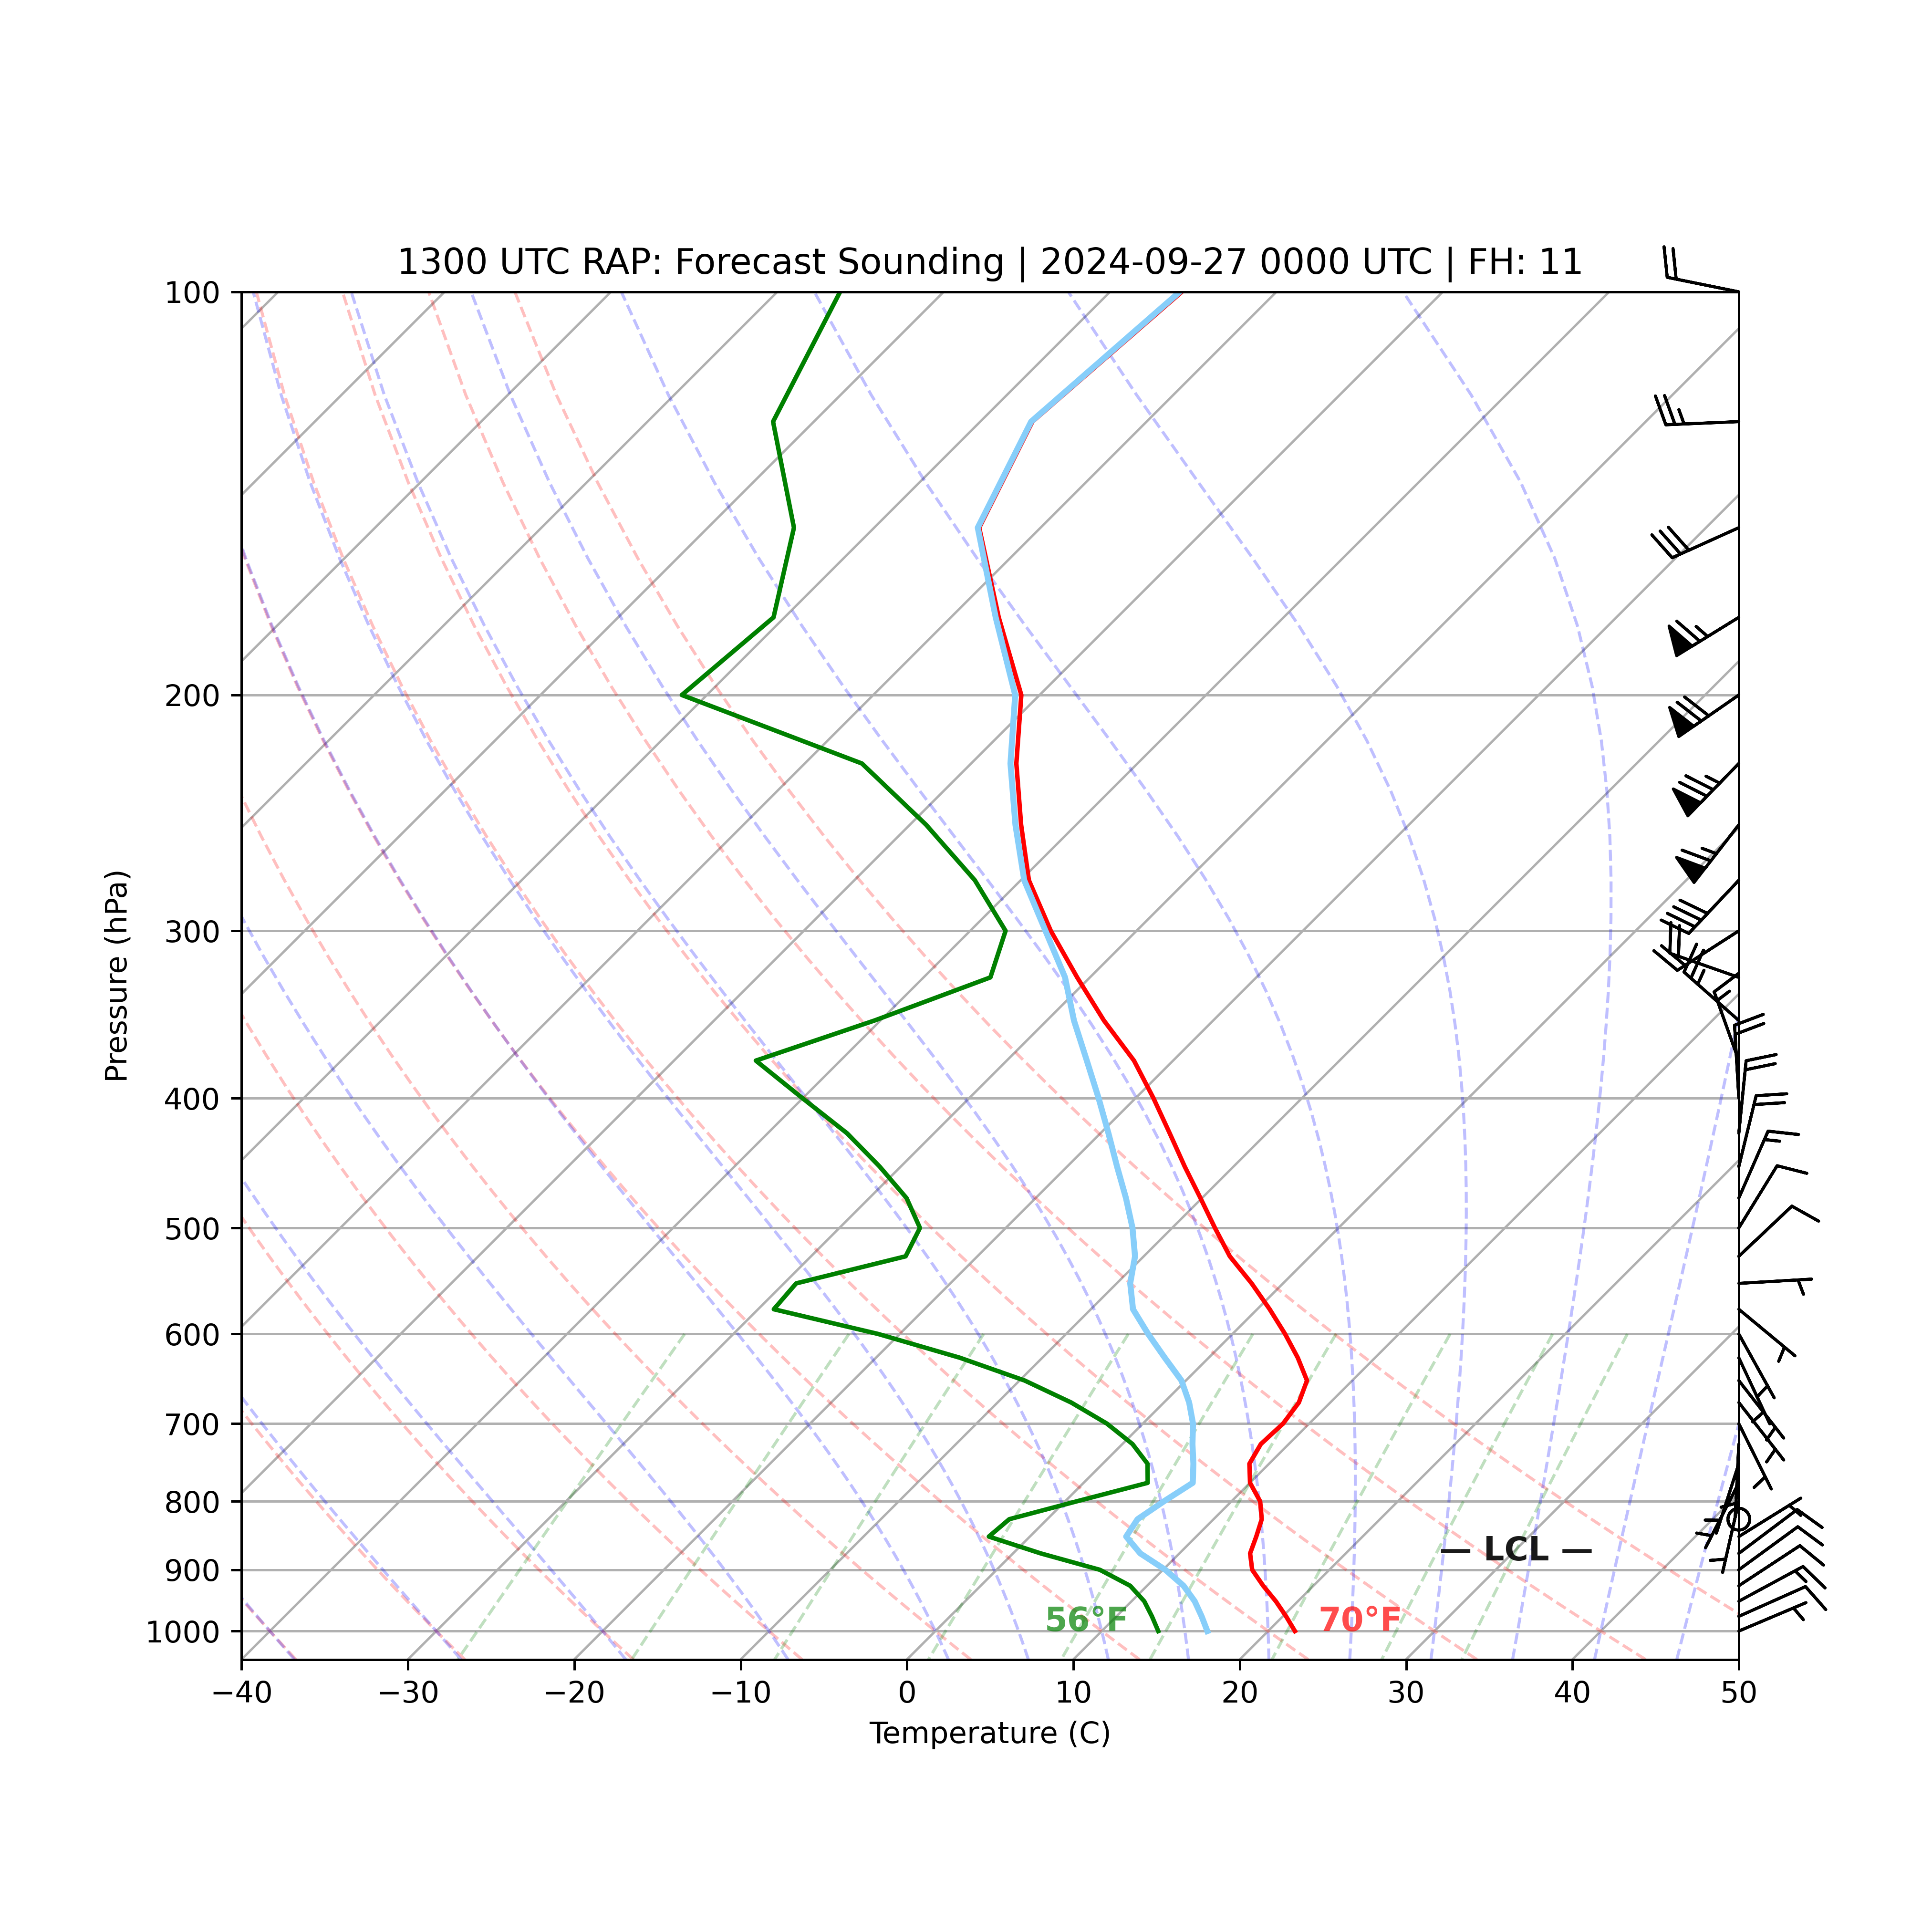 1300 UTC RAP: Forecast Sounding | 2024-09-27 0000 UTC | FH: 11
100
200
300
400
500
600
700
800
900
1000
Pressure (hPa)
— LCL —
56°F
70°F
−40 −30 −20 −10 0 10 20 30 40 50
Temperature (C)